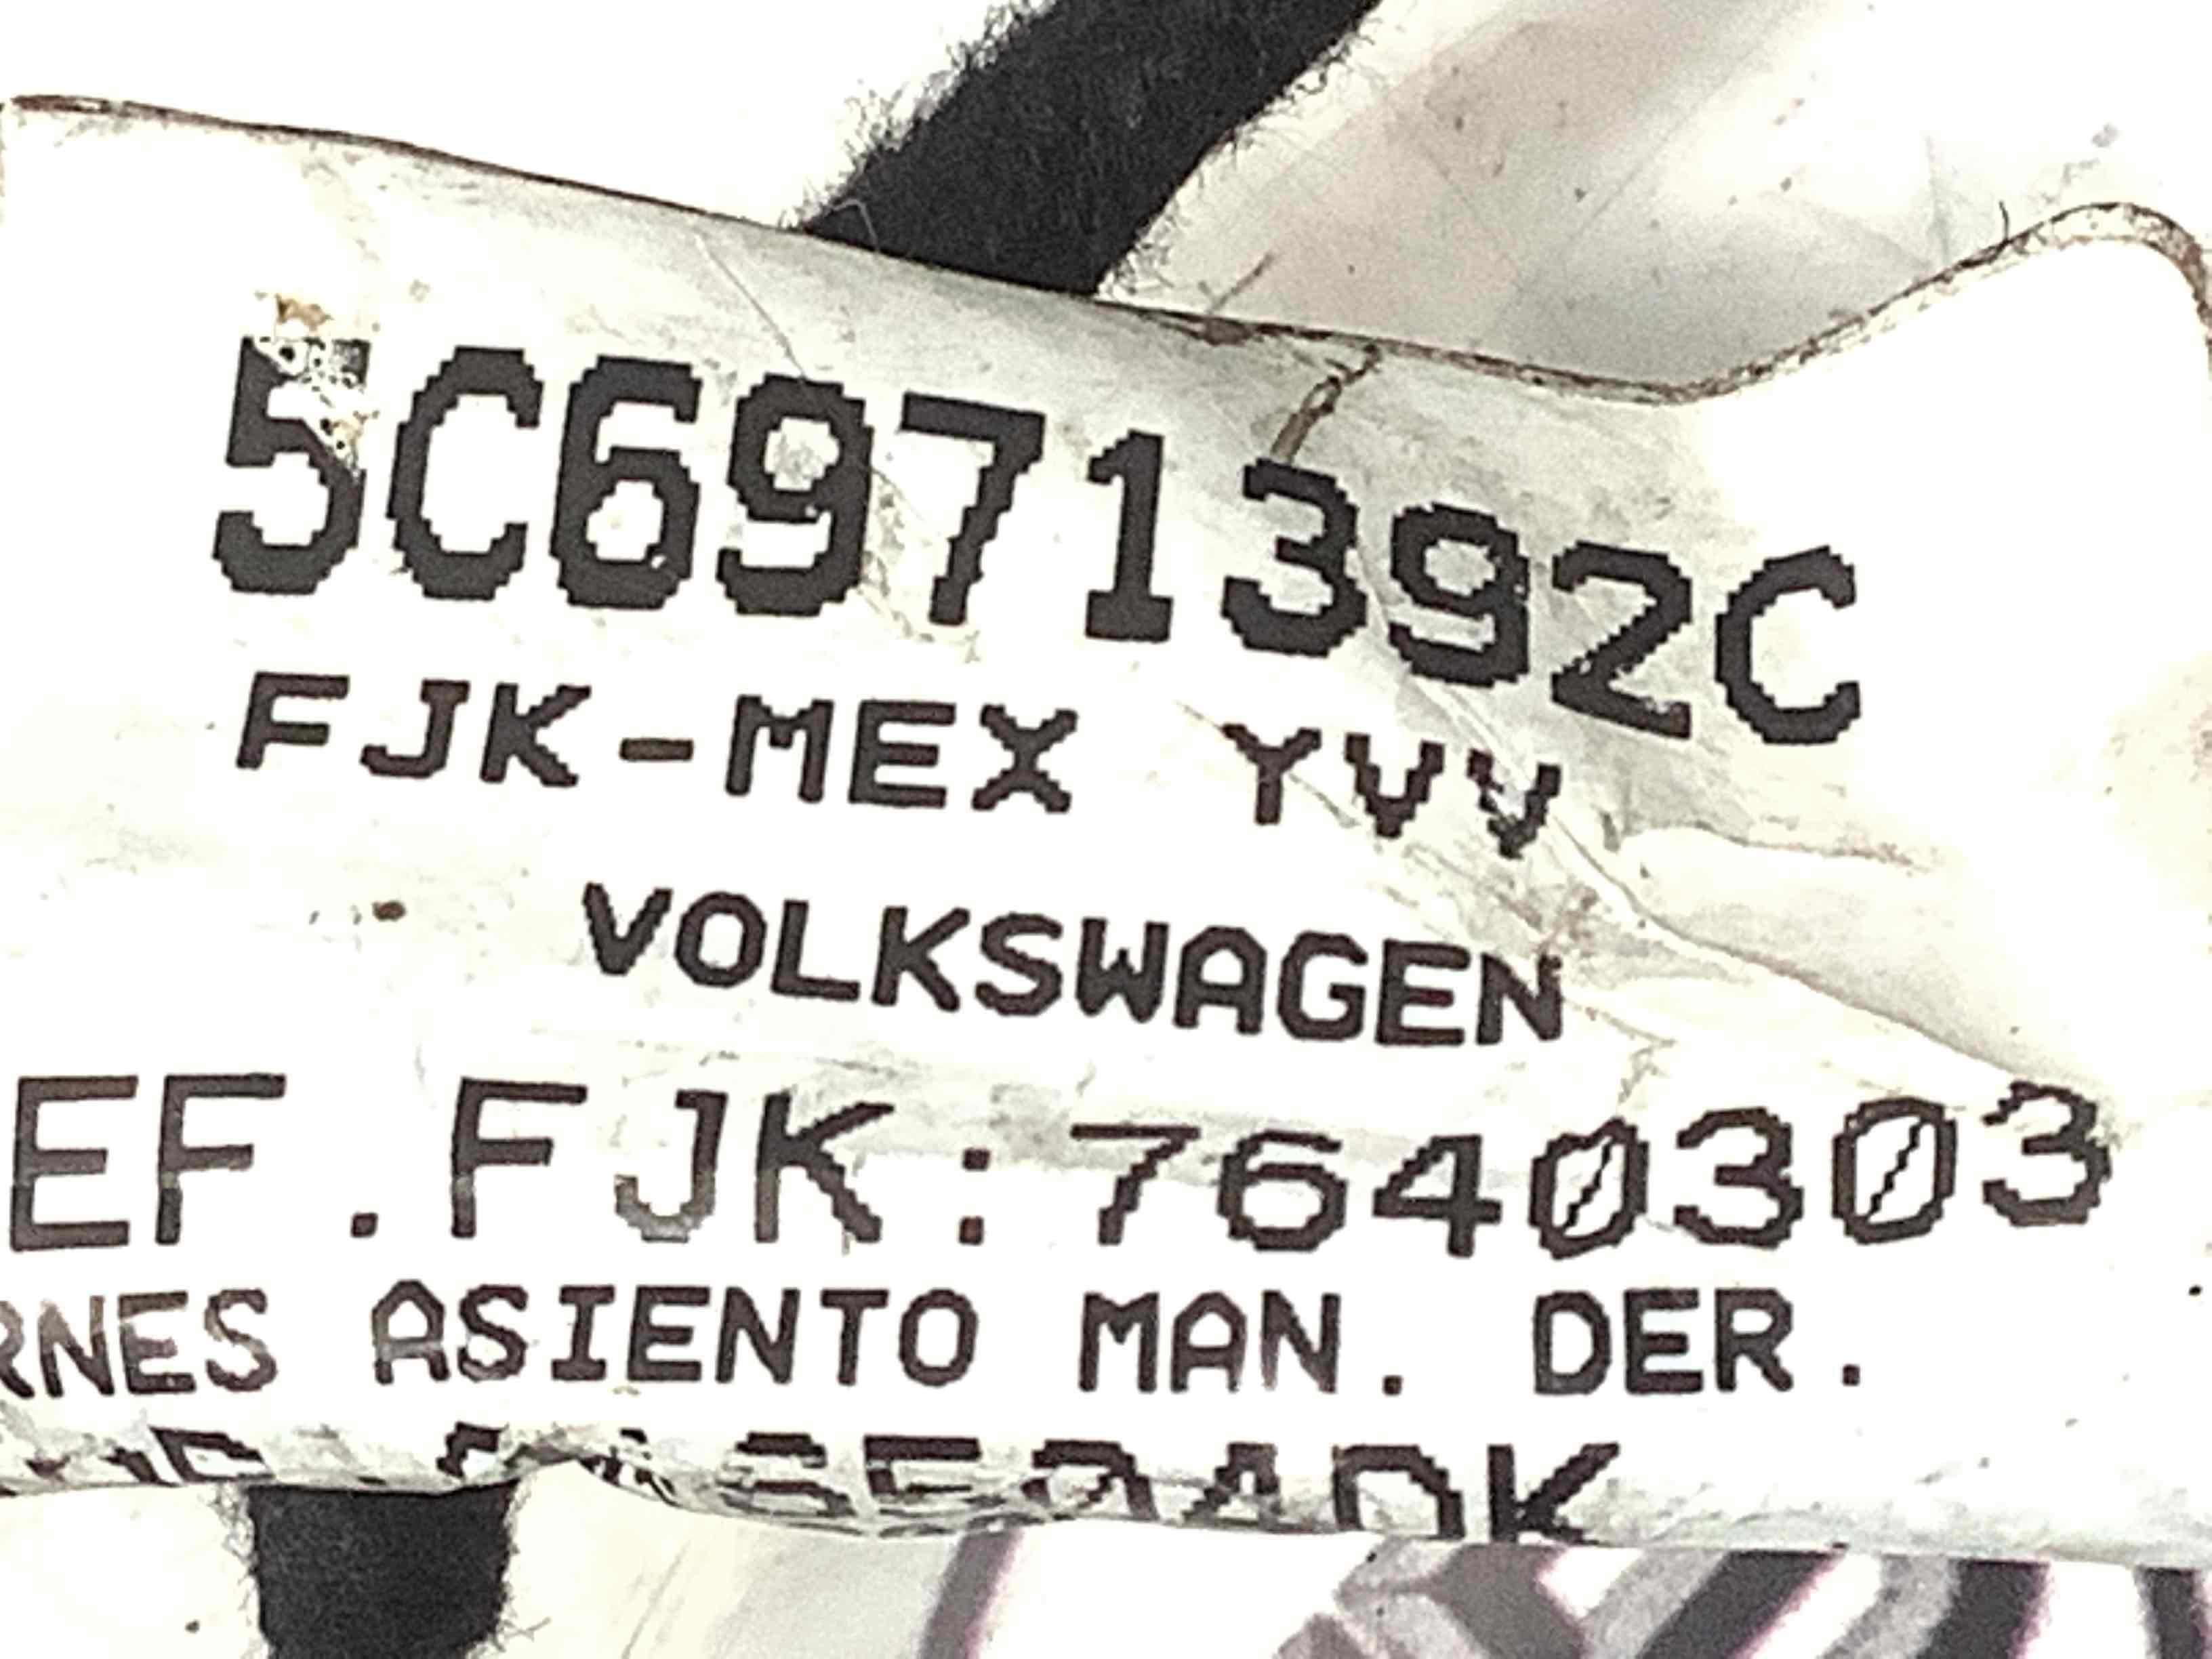 5C6971392C
FJK-MEX YVV
VOLKSWAGEN
EF.FJK:7640303
RNES ASIENTO MAN. DER.